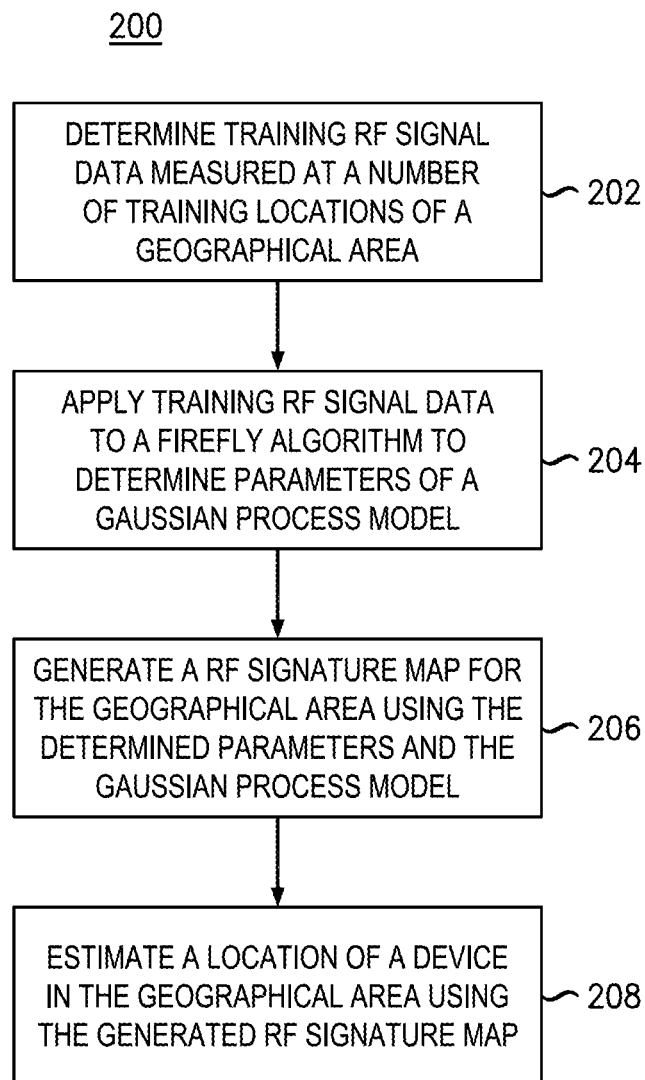 200
DETERMINE TRAINING RF SIGNAL
DATA MEASURED AT A NUMBER
OF TRAINING LOCATIONS OF A
GEOGRAPHICAL AREA
202
APPLY TRAINING RF SIGNAL DATA
TO A FIREFLY ALGORITHM TO
DETERMINE PARAMETERS OF A
GAUSSIAN PROCESS MODEL
204
GENERATE A RF SIGNATURE MAP FOR
THE GEOGRAPHICAL AREA USING THE
DETERMINED PARAMETERS AND THE
GAUSSIAN PROCESS MODEL
206
ESTIMATE A LOCATION OF A DEVICE
IN THE GEOGRAPHICAL AREA USING
THE GENERATED RF SIGNATURE MAP
208